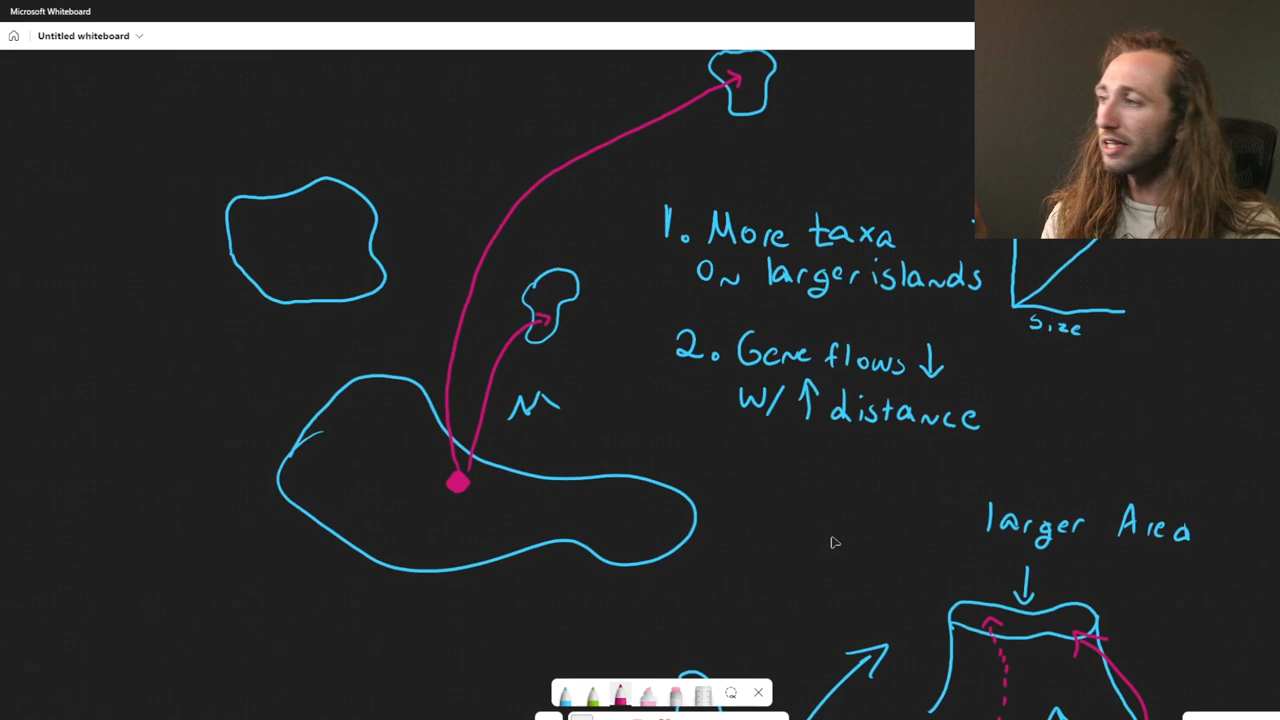 Microsoft Whiteboard
Untitled whiteboard
1. More taxa
On larger islands
Size
2. Gene flows ↓
W/ ↑ distance
larger Area